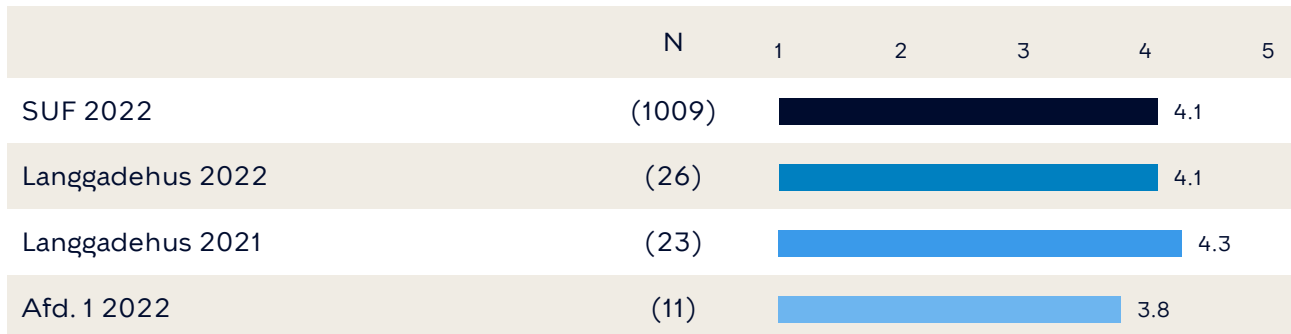 N 1 2 3 4 5
SUF 2022 (1009) 4.1
Langgadehus 2022 (26) 4.1
Langgadehus 2021 (23) 4.3
Afd. 1 2022 (11) 3.8